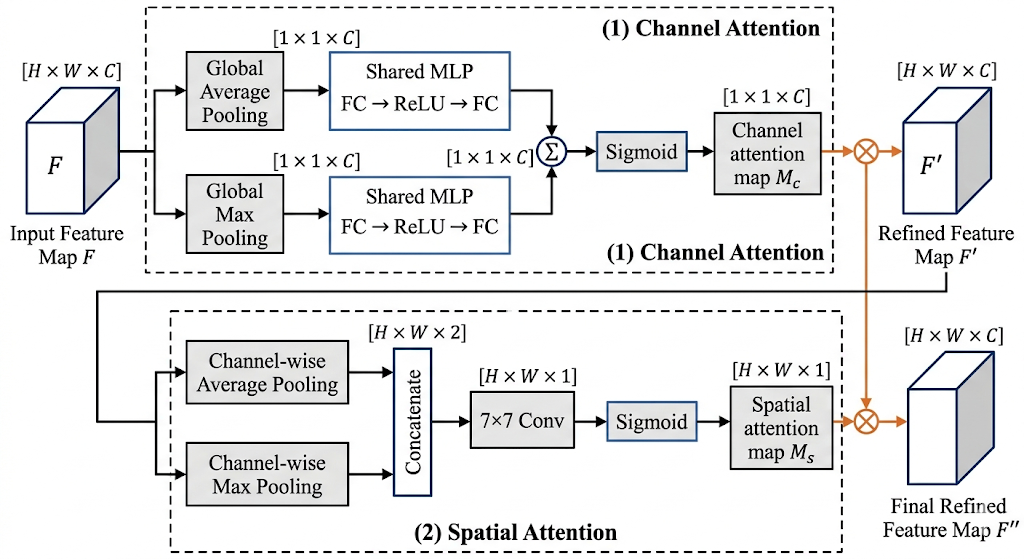 (1) Channel Attention
[H × W × C]
F
Input Feature
Map F
Global
Average
Pooling
[1 × 1 × C]
Shared MLP
FC → ReLU → FC
Global
Max
Pooling
[1 × 1 × C]
Shared MLP
FC → ReLU → FC
[1 × 1 × C]
Σ
Sigmoid
[1 × 1 × C]
Channel
attention
map M_c
(1) Channel Attention
[H × W × C]
F′
Refined Feature
Map F′
Channel-wise
Average Pooling
Channel-wise
Max Pooling
[H × W × 2]
Concatenate
[H × W × 1]
7×7 Conv
Sigmoid
[H × W × 1]
Spatial
attention
map M_s
(2) Spatial Attention
[H × W × C]
Final Refined
Feature Map F″